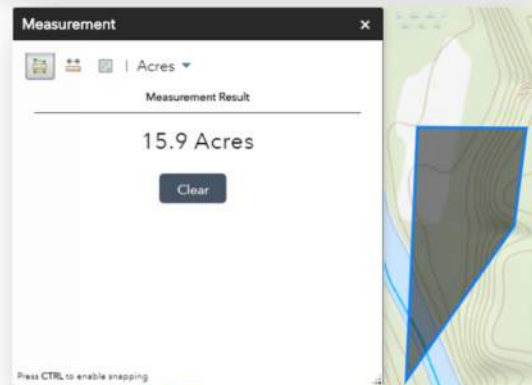 Measurement ×
| Acres
Measurement Result
15.9 Acres
Clear
Press CTRL to enable snapping